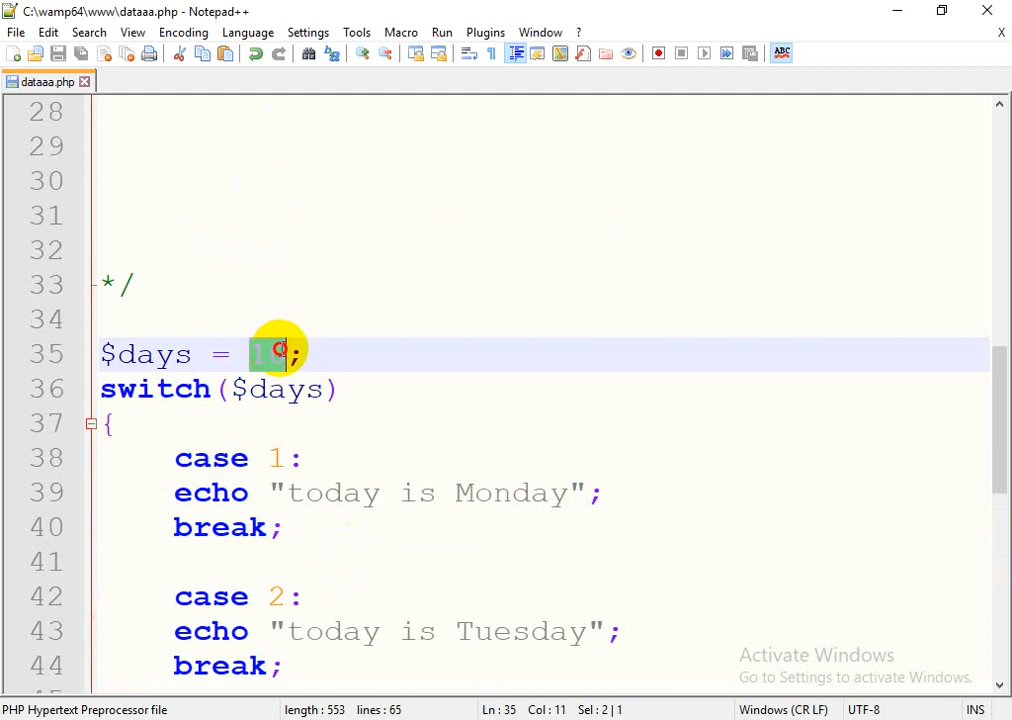 C:\wamp64\www\dataaa.php - Notepad++
File Edit Search View Encoding Language Settings Tools Macro Run Plugins Window ? X
ABC
dataaa.php
28
29
30
31
32
33 */
34
35 $days = 10;
36 switch($days)
37 {
38 case 1:
39 echo "today is Monday";
40 break;
41
42 case 2:
43 echo "today is Tuesday";
44 break;
Activate Windows
Go to Settings to activate Windows.
PHP Hypertext Preprocessor file length : 553 lines : 65 Ln : 35 Col : 11 Sel : 2 | 1 Windows (CR LF) UTF-8 INS